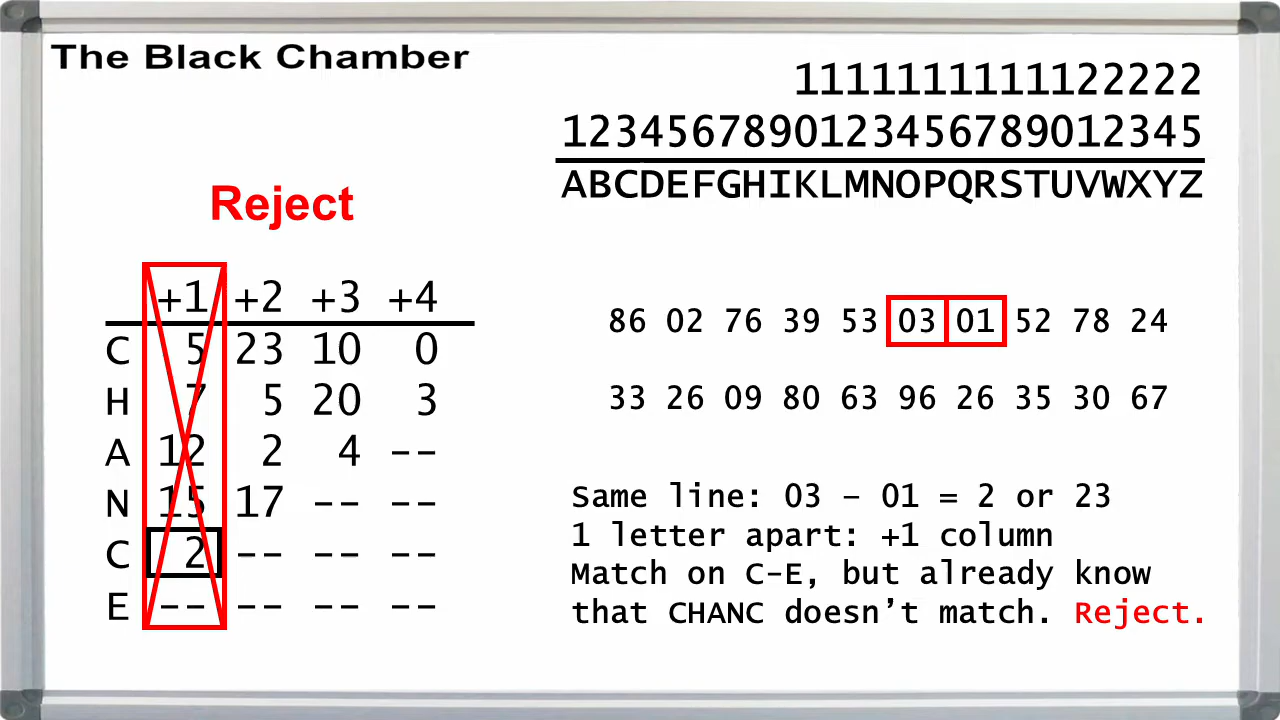 The Black Chamber
1111111111122222
1234567890123456789012345
ABCDEFGHIKLMNOPQRSTUVWXYZ
Reject
+1 +2 +3 +4
C 5 23 10 0
H 7 5 20 3
A 12 2 4 --
N 15 17 -- --
C 2 -- -- --
E -- -- -- --
86 02 76 39 53 03 01 52 78 24
33 26 09 80 63 96 26 35 30 67
Same line: 03 – 01 = 2 or 23
1 letter apart: +1 column
Match on C-E, but already know
that CHANC doesn’t match. Reject.